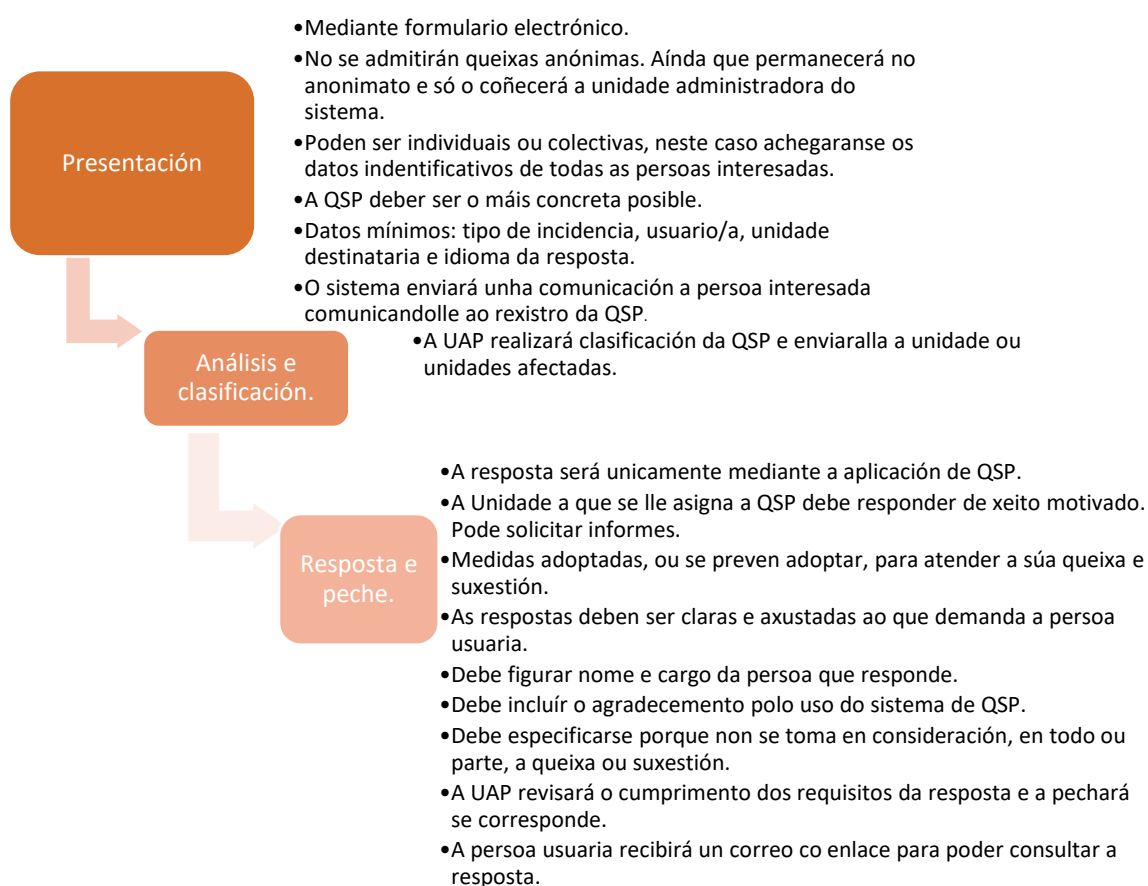 Presentación
•Mediante formulario electrónico.
•No se admitirán queixas anónimas. Aínda que permanecerá no
anonimato e só o coñecerá a unidade administradora do
sistema.
•Poden ser individuais ou colectivas, neste caso achegaranse os
datos indentificativos de todas as persoas interesadas.
•A QSP deber ser o máis concreta posible.
•Datos mínimos: tipo de incidencia, usuario/a, unidade
destinataria e idioma da resposta.
•O sistema enviará unha comunicación a persoa interesada
comunicandolle ao rexistro da QSP.
Análisis e
clasificación.
•A UAP realizará clasificación da QSP e enviaralla a unidade ou
unidades afectadas.
Resposta e
peche.
•A resposta será unicamente mediante a aplicación de QSP.
•A Unidade a que se lle asigna a QSP debe responder de xeito motivado.
Pode solicitar informes.
•Medidas adoptadas, ou se preven adoptar, para atender a súa queixa e
suxestión.
•As respostas deben ser claras e axustadas ao que demanda a persoa
usuaria.
•Debe figurar nome e cargo da persoa que responde.
•Debe incluír o agradecemento polo uso do sistema de QSP.
•Debe especificarse porque non se toma en consideración, en todo ou
parte, a queixa ou suxestión.
•A UAP revisará o cumprimento dos requisitos da resposta e a pechará
se corresponde.
•A persoa usuaria recibirá un correo co enlace para poder consultar a
resposta.